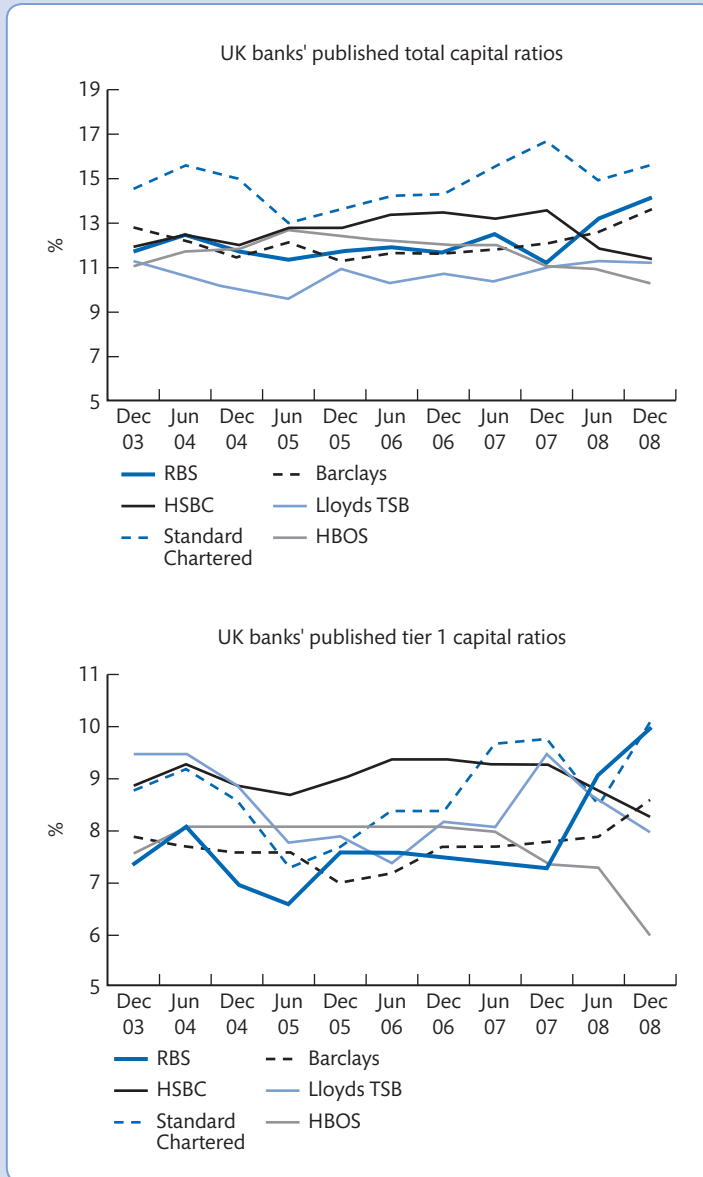 UK banks' published total capital ratios
19
17
15
13
11
9
7
5
%
Dec Jun Dec Jun Dec Jun Dec Jun Dec Jun Dec
03 04 04 05 05 06 06 07 07 08 08
RBS Barclays
HSBC Lloyds TSB
Standard HBOS
Chartered
UK banks' published tier 1 capital ratios
11
10
9
8
7
6
5
%
Dec Jun Dec Jun Dec Jun Dec Jun Dec Jun Dec
03 04 04 05 05 06 06 07 07 08 08
RBS Barclays
HSBC Lloyds TSB
Standard HBOS
Chartered